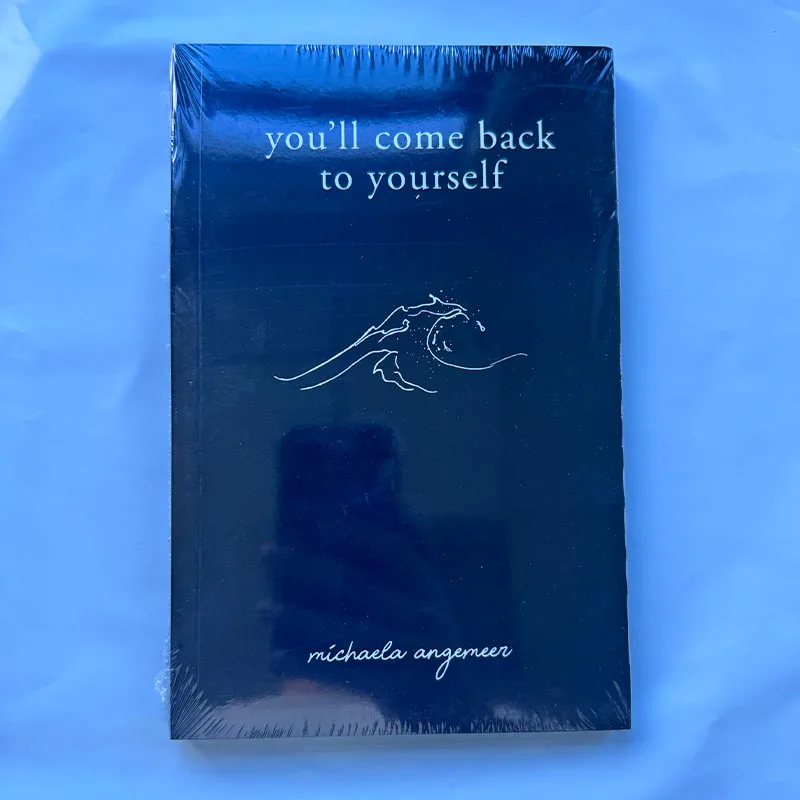 you’ll come back
to yourself
michaela angemeer